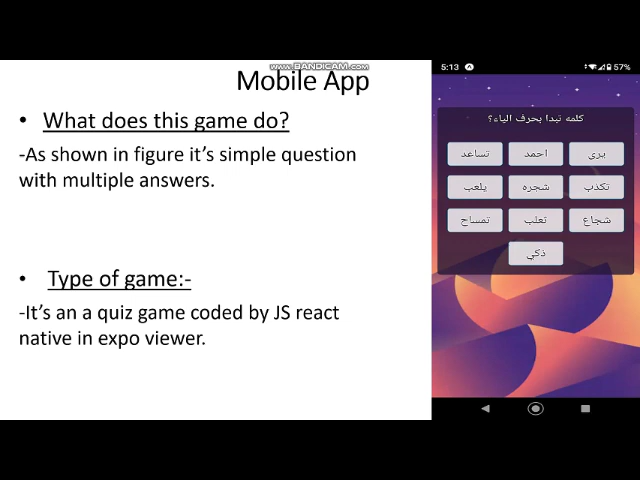 WWW.BANDICAM.COM
Mobile App
• What does this game do?
-As shown in figure it's simple question
with multiple answers.
• Type of game:-
-It's an a quiz game coded by JS react
native in expo viewer.
5:13 57%
كلمه تبدا بحرف الياء؟
بري احمد تساعد
تكذب شجره يلعب
شجاع ثعلب تمساح
ذكي